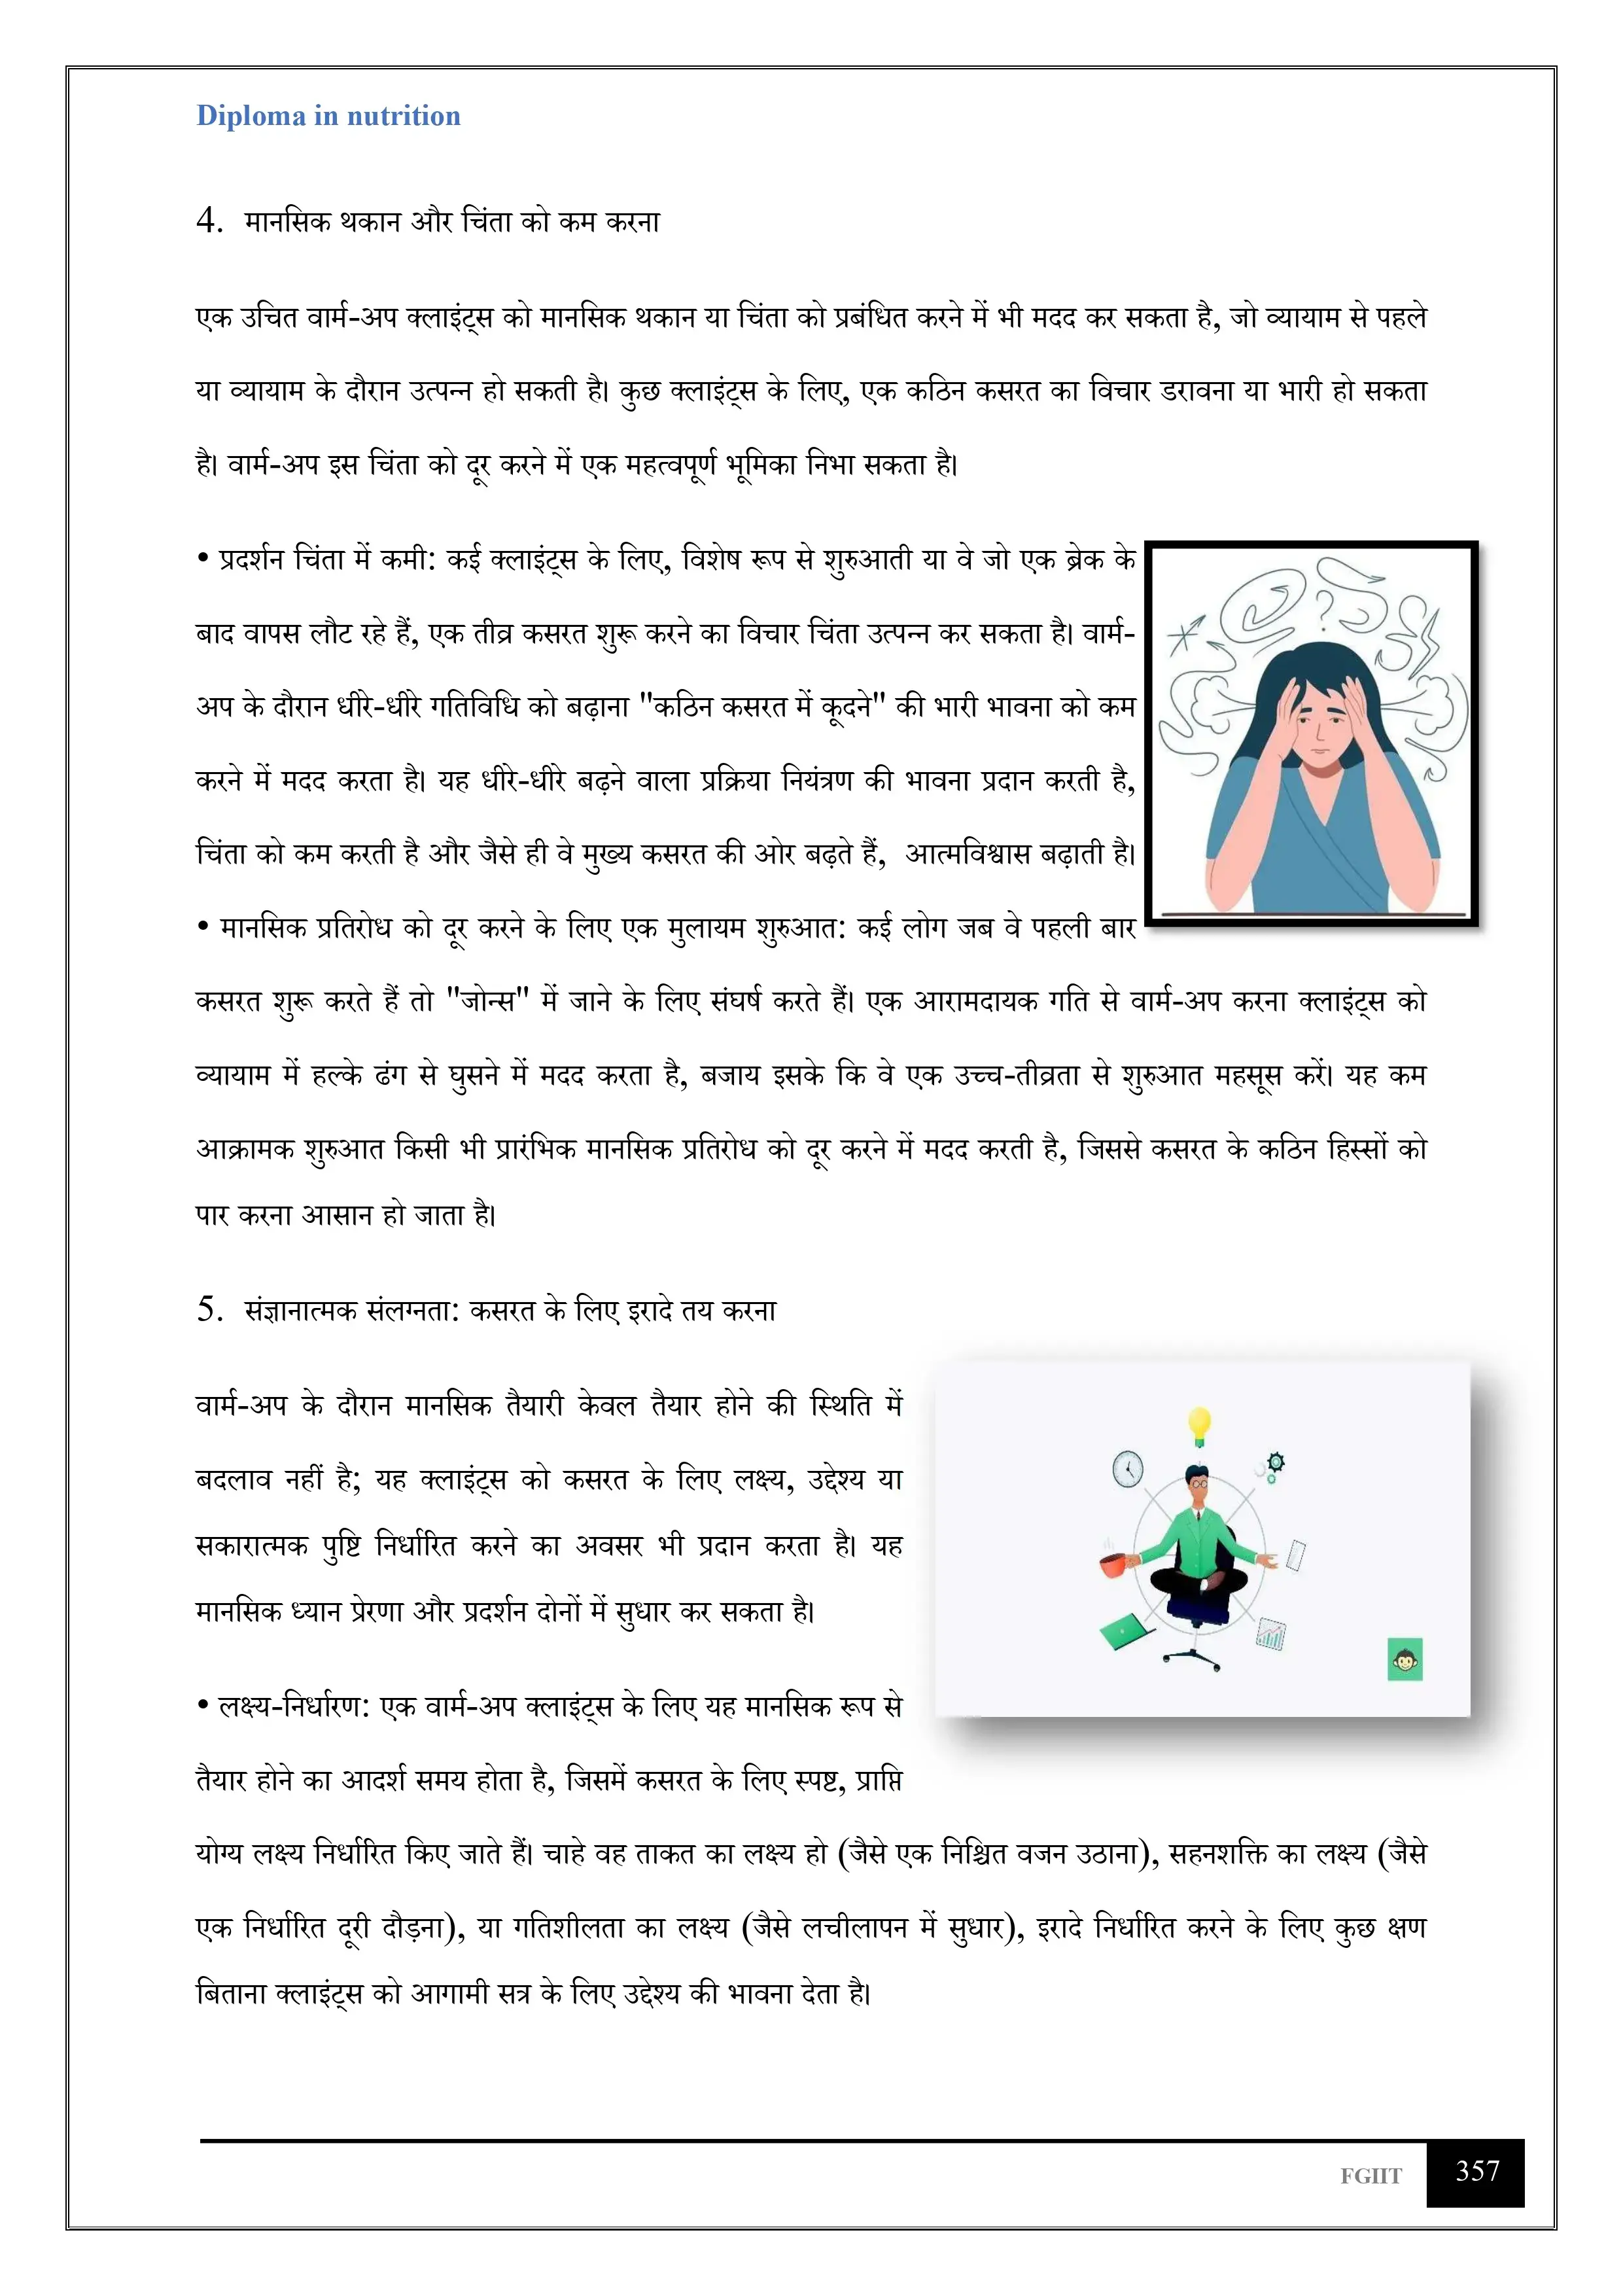 Diploma in nutrition
4. मानसिक थकान और चिंता को कम करना
एक उचित वार्म-अप क्लाइंट्स को मानसिक थकान या चिंता को प्रबंधित करने में भी मदद कर सकता है, जो व्यायाम से पहले
या व्यायाम के दौरान उत्पन्न हो सकती है। कुछ क्लाइंट्स के लिए, एक कठिन कसरत का विचार डरावना या भारी हो सकता
है। वार्म-अप इस चिंता को दूर करने में एक महत्वपूर्ण भूमिका निभा सकता है।
• प्रदर्शन चिंता में कमी: कई क्लाइंट्स के लिए, विशेष रूप से शुरुआती या वे जो एक ब्रेक के
बाद वापस लौट रहे हैं, एक तीव्र कसरत शुरू करने का विचार चिंता उत्पन्न कर सकता है। वार्म-
अप के दौरान धीरे-धीरे गतिविधि को बढ़ाना "कठिन कसरत में कूदने" की भारी भावना को कम
करने में मदद करता है। यह धीरे-धीरे बढ़ने वाला प्रक्रिया नियंत्रण की भावना प्रदान करती है,
चिंता को कम करती है और जैसे ही वे मुख्य कसरत की ओर बढ़ते हैं, आत्मविश्वास बढ़ाती है।
• मानसिक प्रतिरोध को दूर करने के लिए एक मुलायम शुरुआत: कई लोग जब वे पहली बार
कसरत शुरू करते हैं तो "जोन्स" में जाने के लिए संघर्ष करते हैं। एक आरामदायक गति से वार्म-अप करना क्लाइंट्स को
व्यायाम में हल्के ढंग से घुसने में मदद करता है, बजाय इसके कि वे एक उच्च-तीव्रता से शुरुआत महसूस करें। यह कम
आक्रामक शुरुआत किसी भी प्रारंभिक मानसिक प्रतिरोध को दूर करने में मदद करती है, जिससे कसरत के कठिन हिस्सों को
पार करना आसान हो जाता है।
5. संज्ञानात्मक संलग्नता: कसरत के लिए इरादे तय करना
वार्म-अप के दौरान मानसिक तैयारी केवल तैयार होने की स्थिति में
बदलाव नहीं है; यह क्लाइंट्स को कसरत के लिए लक्ष्य, उद्देश्य या
सकारात्मक पुष्टि निर्धारित करने का अवसर भी प्रदान करता है। यह
मानसिक ध्यान प्रेरणा और प्रदर्शन दोनों में सुधार कर सकता है।
• लक्ष्य-निर्धारण: एक वार्म-अप क्लाइंट्स के लिए यह मानसिक रूप से
तैयार होने का आदर्श समय होता है, जिसमें कसरत के लिए स्पष्ट, प्राप्ति
योग्य लक्ष्य निर्धारित किए जाते हैं। चाहे वह ताकत का लक्ष्य हो (जैसे एक निश्चित वजन उठाना), सहनशक्ति का लक्ष्य (जैसे
एक निर्धारित दूरी दौड़ना), या गतिशीलता का लक्ष्य (जैसे लचीलापन में सुधार), इरादे निर्धारित करने के लिए कुछ क्षण
बिताना क्लाइंट्स को आगामी सत्र के लिए उद्देश्य की भावना देता है।
FGIIT 357